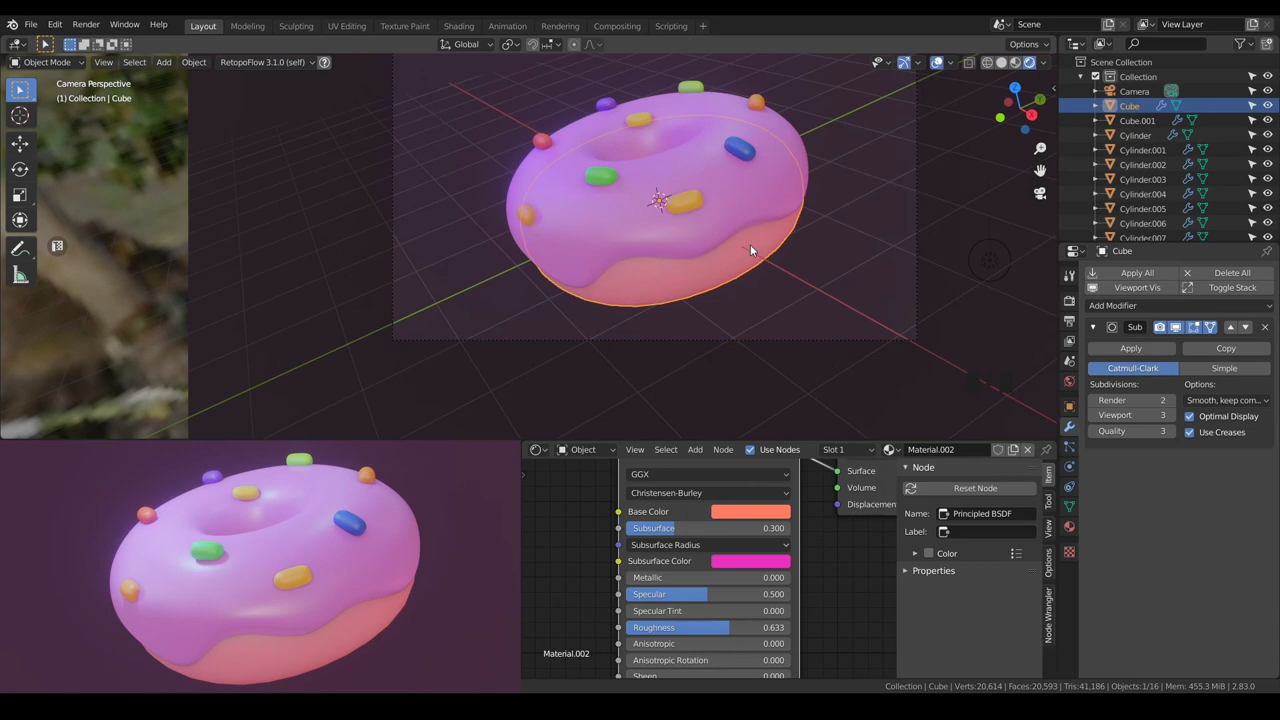 File Edit Render Window Help Layout Modeling Sculpting UV Editing Texture Paint Shading Animation Rendering Compositing Scripting + Scene View Layer
Global Options
Object Mode View Select Add Object RetopoFlow 3.1.0 (self)
Camera Perspective
(1) Collection | Cube
Scene Collection
Collection
Camera
Cube
Cube.001
Cylinder
Cylinder.001
Cylinder.002
Cylinder.003
Cylinder.004
Cylinder.005
Cylinder.006
Cylinder.007
Cube
Apply All Delete All
Viewport Vis Toggle Stack
Add Modifier
Sub
Apply Copy
Catmull-Clark Simple
Subdivisions: Options:
Render 2 Smooth, keep corn...
Viewport 3 Optimal Display
Quality 3 Use Creases
Object View Select Add Node Use Nodes Slot 1 Material.002
GGX
Christensen-Burley
Base Color
Subsurface 0.300
Subsurface Radius
Subsurface Color
Metallic 0.000
Specular 0.500
Specular Tint 0.000
Roughness 0.633
Anisotropic 0.000
Anisotropic Rotation 0.000
Sheen
Surface
Volume
Displacemen
Material.002
Node
Reset Node
Name: Principled BSDF
Label:
Color
Properties
Item
Tool
View
Options
Node Wrangler
Collection | Cube | Verts:20,614 | Faces:20,593 | Tris:41,186 | Objects:1/16 | Mem: 455.3 MiB | 2.83.0